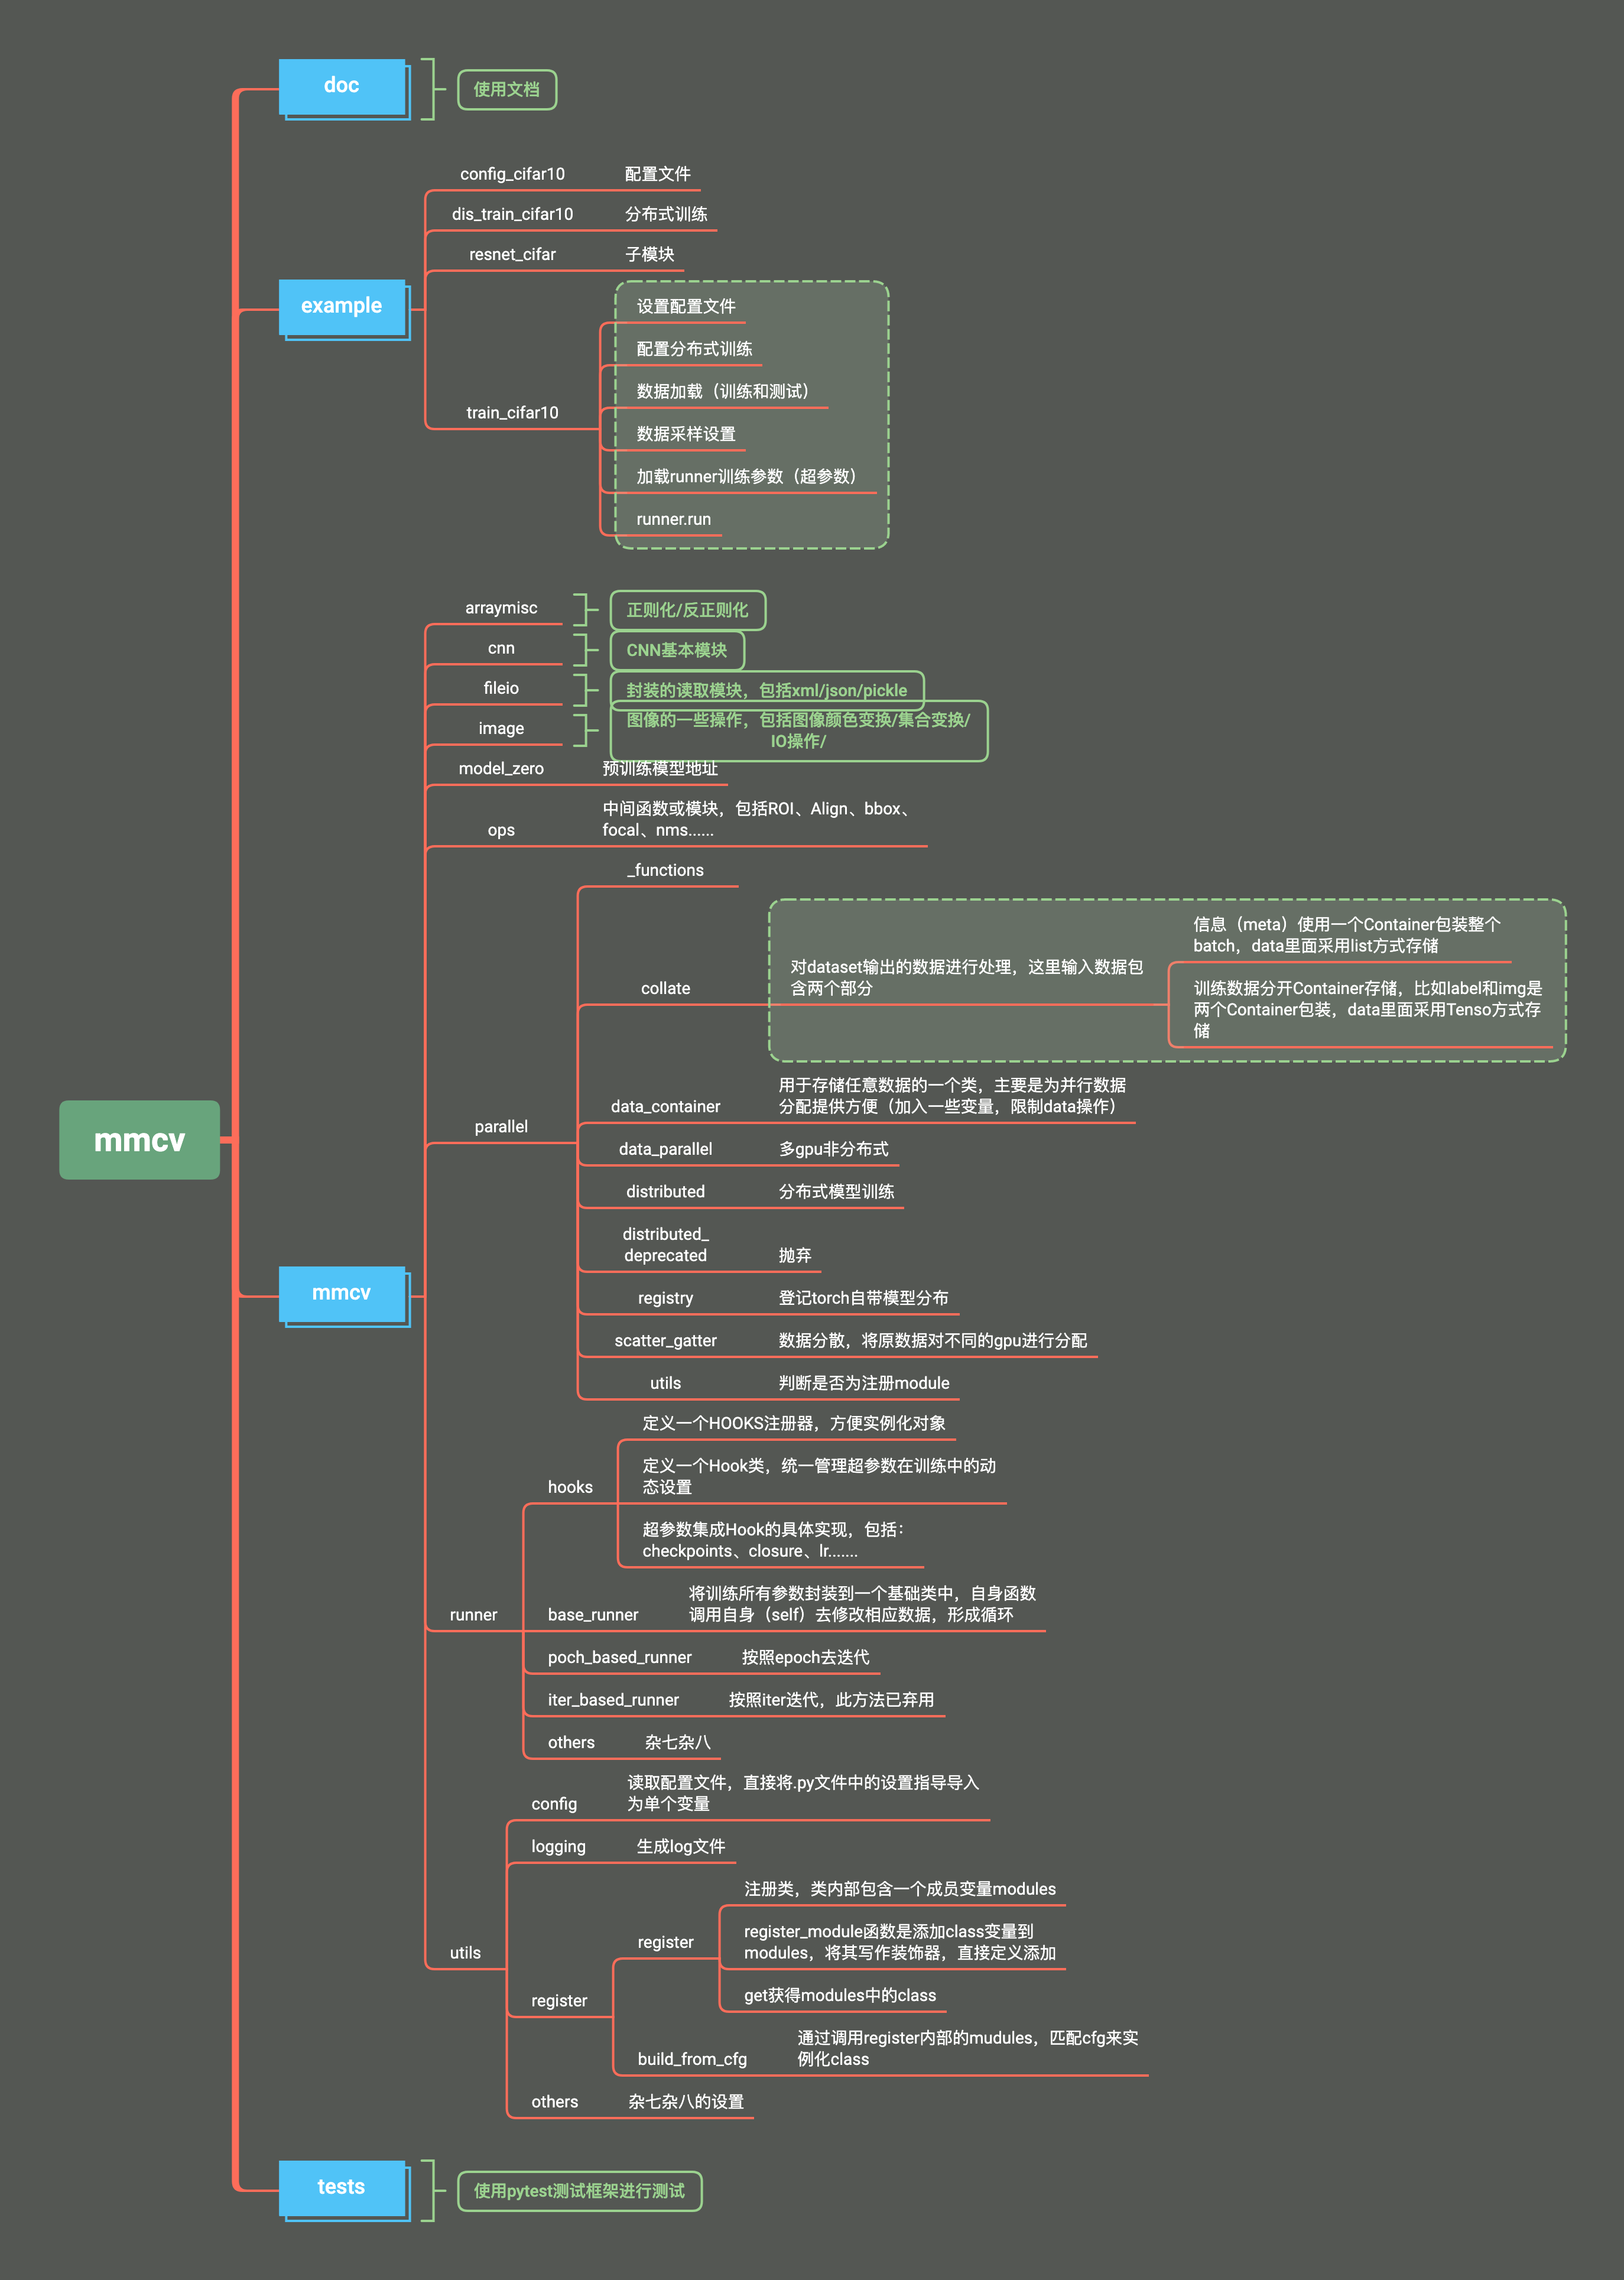 doc
使用文档
config_cifar10
配置文件
dis_train_cifar10
分布式训练
resnet_cifar
子模块
example
设置配置文件
配置分布式训练
数据加载（训练和测试）
train_cifar10
数据采样设置
加载runner训练参数（超参数）
runner.run
arraymisc
正则化/反正则化
cnn
CNN基本模块
fileio
封装的读取模块，包括xml/json/pickle
image
图像的一些操作，包括图像颜色变换/集合变换/
IO操作/
model_zero
预训练模型地址
ops
中间函数或模块，包括ROI、Align、bbox、
focal、nms......
_functions
collate
对dataset输出的数据进行处理，这里输入数据包
含两个部分
信息（meta）使用一个Container包装整个
batch，data里面采用list方式存储
训练数据分开Container存储，比如label和img是
两个Container包装，data里面采用Tenso方式存
储
mmcv
parallel
data_container
用于存储任意数据的一个类，主要是为并行数据
分配提供方便（加入一些变量，限制data操作）
data_parallel
多gpu非分布式
distributed
分布式模型训练
distributed_
deprecated
抛弃
mmcv
registry
登记torch自带模型分布
scatter_gatter
数据分散，将原数据对不同的gpu进行分配
utils
判断是否为注册module
hooks
定义一个HOOKS注册器，方便实例化对象
定义一个Hook类，统一管理超参数在训练中的动
态设置
超参数集成Hook的具体实现，包括：
checkpoints、closure、lr.......
runner
base_runner
将训练所有参数封装到一个基础类中，自身函数
调用自身（self）去修改相应数据，形成循环
poch_based_runner
按照epoch去迭代
iter_based_runner
按照iter迭代，此方法已弃用
others
杂七杂八
config
读取配置文件，直接将.py文件中的设置指导导入
为单个变量
logging
生成log文件
utils
register
register
注册类，类内部包含一个成员变量modules
register_module函数是添加class变量到
modules，将其写作装饰器，直接定义添加
get获得modules中的class
build_from_cfg
通过调用register内部的mudules，匹配cfg来实
例化class
others
杂七杂八的设置
tests
使用pytest测试框架进行测试